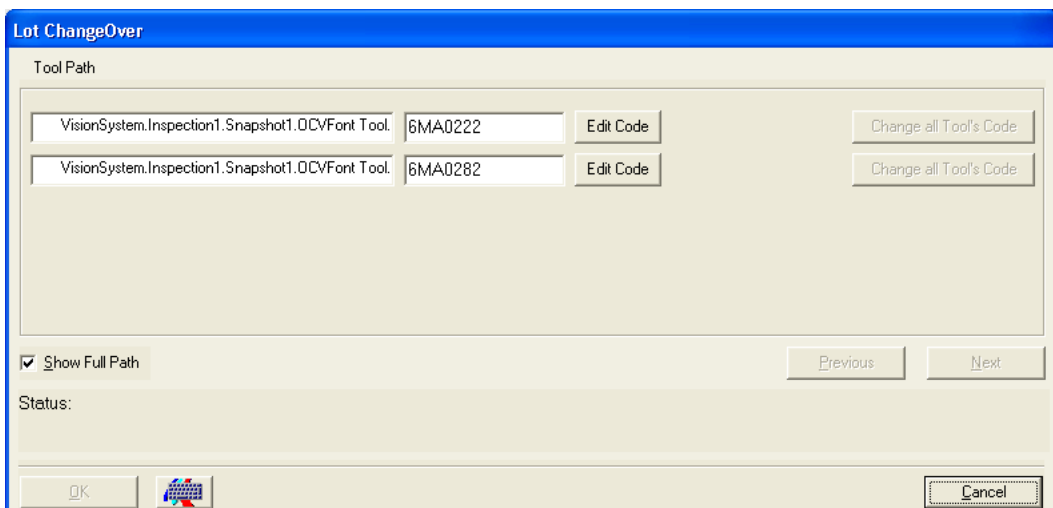 Lot ChangeOver
Tool Path
VisionSystem.Inspection1.Snapshot1.OCVFont Tool. 6MA0222 Edit Code Change all Tool's Code
VisionSystem.Inspection1.Snapshot1.OCVFont Tool. 6MA0282 Edit Code Change all Tool's Code
Show Full Path Previous Next
Status:
OK Cancel